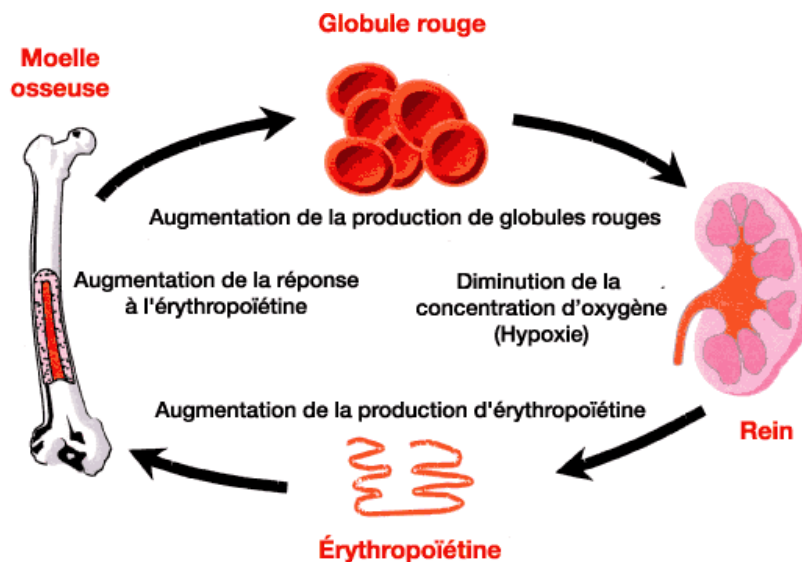 Globule rouge
Moelle
osseuse
Augmentation de la production de globules rouges
Augmentation de la réponse
à l'érythropoïétine
Diminution de la
concentration d'oxygène
(Hypoxie)
Augmentation de la production d'érythropoïétine
Rein
Érythropoïétine